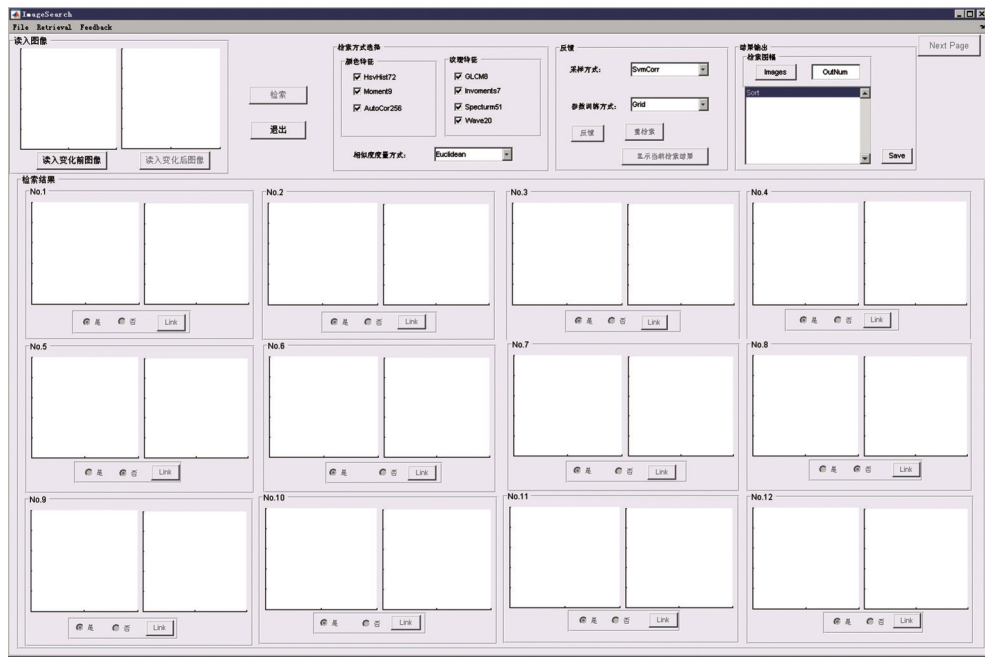 ImageSearch
File Retrieval Feedback
读入图像
读入变化前图像
读入变化后图像
检索
退出
检索方式选择
颜色特征
HsvHist72
Moment9
AutoCor256
纹理特征
GLCM8
Invoments7
Specturm51
Wave20
相似度度量方式:
Euclidean
反馈
采样方式:
SvmCorr
参数训练方式:
Grid
反馈
重检索
显示当前检索结果
结果输出
检索图幅
Images
OutNum
Sort
Save
Next Page
检索结果
No.1
是 否 Link
No.2
是 否 Link
No.3
是 否 Link
No.4
是 否 Link
No.5
是 否 Link
No.6
是 否 Link
No.7
是 否 Link
No.8
是 否 Link
No.9
是 否 Link
No.10
是 否 Link
No.11
是 否 Link
No.12
是 否 Link